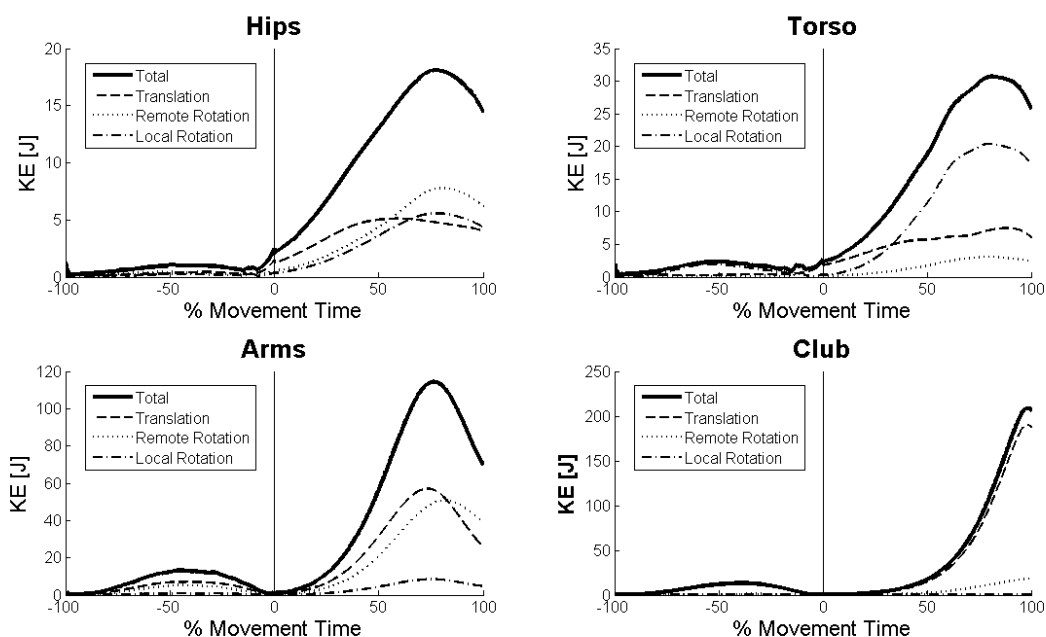 Hips
KE [J]
20
15
10
5
0
Total
Translation
Remote Rotation
Local Rotation
-100
-50
0
50
100
% Movement Time
Torso
KE [J]
35
30
25
20
15
10
5
0
Total
Translation
Remote Rotation
Local Rotation
-100
-50
0
50
100
% Movement Time
Arms
KE [J]
120
100
80
60
40
20
0
Total
Translation
Remote Rotation
Local Rotation
-100
-50
0
50
100
% Movement Time
Club
KE [J]
250
200
150
100
50
0
Total
Translation
Remote Rotation
Local Rotation
-100
-50
0
50
100
% Movement Time